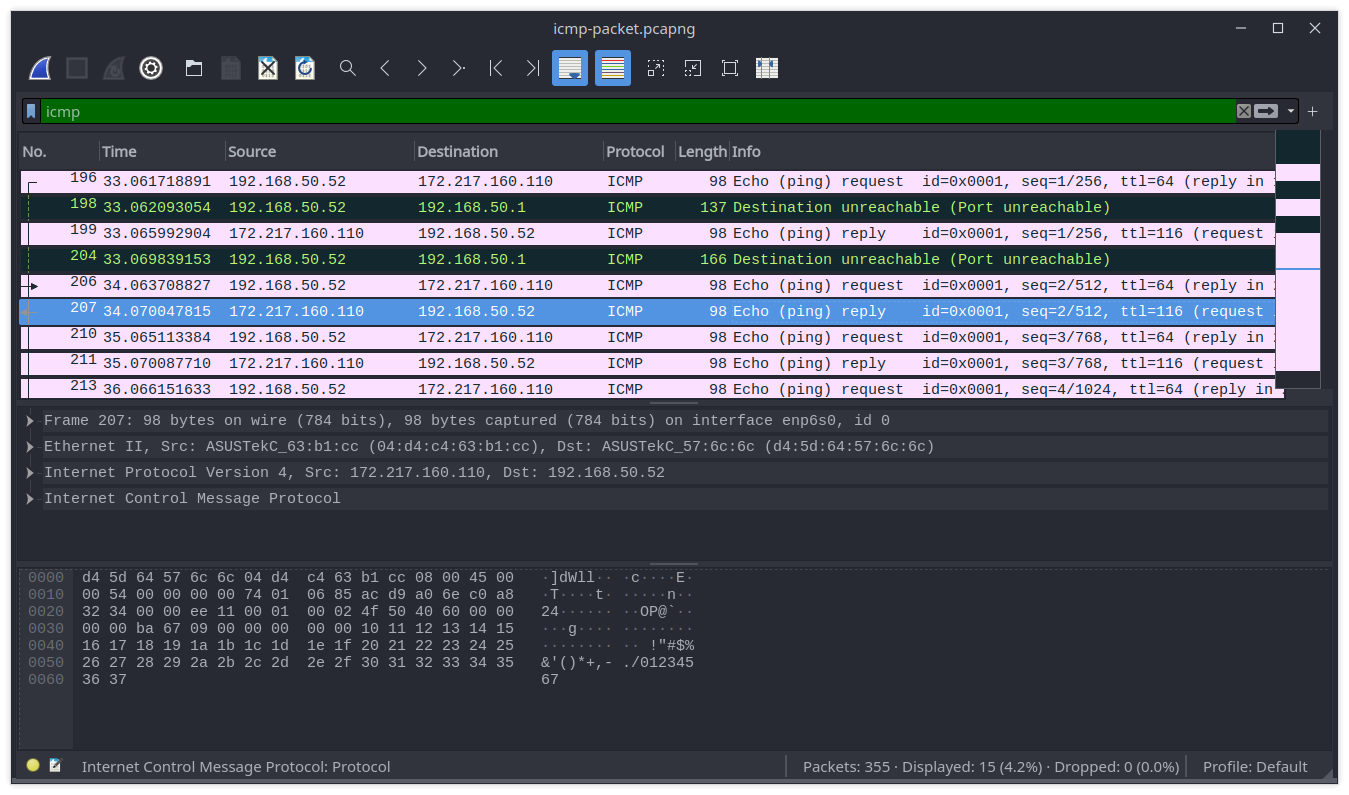 icmp-packet.pcapng
icmp
No. Time Source Destination Protocol Length Info
196 33.061718891 192.168.50.52 172.217.160.110 ICMP 98 Echo (ping) request id=0x0001, seq=1/256, ttl=64 (reply in
198 33.062093054 192.168.50.52 192.168.50.1 ICMP 137 Destination unreachable (Port unreachable)
199 33.065992904 172.217.160.110 192.168.50.52 ICMP 98 Echo (ping) reply id=0x0001, seq=1/256, ttl=116 (request
204 33.069839153 192.168.50.52 192.168.50.1 ICMP 166 Destination unreachable (Port unreachable)
206 34.063708827 192.168.50.52 172.217.160.110 ICMP 98 Echo (ping) request id=0x0001, seq=2/512, ttl=64 (reply in
207 34.070047815 172.217.160.110 192.168.50.52 ICMP 98 Echo (ping) reply id=0x0001, seq=2/512, ttl=116 (request
210 35.065113384 192.168.50.52 172.217.160.110 ICMP 98 Echo (ping) request id=0x0001, seq=3/768, ttl=64 (reply in
211 35.070087710 172.217.160.110 192.168.50.52 ICMP 98 Echo (ping) reply id=0x0001, seq=3/768, ttl=116 (request
213 36.066151633 192.168.50.52 172.217.160.110 ICMP 98 Echo (ping) request id=0x0001, seq=4/1024, ttl=64 (reply in
Frame 207: 98 bytes on wire (784 bits), 98 bytes captured (784 bits) on interface enp6s0, id 0
Ethernet II, Src: ASUSTekC_63:b1:cc (04:d4:c4:63:b1:cc), Dst: ASUSTekC_57:6c:6c (d4:5d:64:57:6c:6c)
Internet Protocol Version 4, Src: 172.217.160.110, Dst: 192.168.50.52
Internet Control Message Protocol
0000 d4 5d 64 57 6c 6c 04 d4 c4 63 b1 cc 08 00 45 00 ·]dWll·· ·c····E·
0010 00 54 00 00 00 00 74 01 06 85 ac d9 a0 6e c0 a8 ·T····t· ·····n··
0020 32 34 00 00 ee 11 00 01 00 02 4f 50 40 60 00 00 24······ ··OP@`··
0030 00 00 ba 67 09 00 00 00 00 00 10 11 12 13 14 15 ···g···· ········
0040 16 17 18 19 1a 1b 1c 1d 1e 1f 20 21 22 23 24 25 ········ ·· !"#$%
0050 26 27 28 29 2a 2b 2c 2d 2e 2f 30 31 32 33 34 35 &'()*+,- ./012345
0060 36 37 67
Internet Control Message Protocol: Protocol Packets: 355 · Displayed: 15 (4.2%) · Dropped: 0 (0.0%) Profile: Default